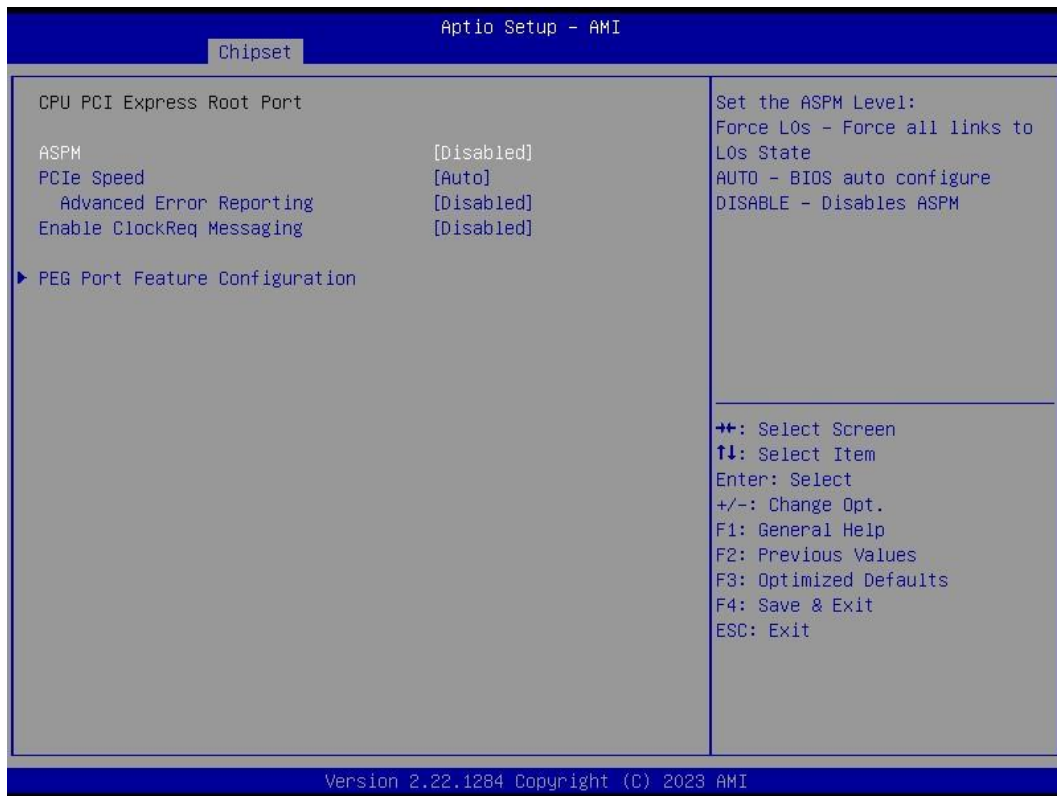 Aptio Setup - AMI
Chipset
CPU PCI Express Root Port
ASPM [Disabled]
PCIe Speed [Auto]
Advanced Error Reporting [Disabled]
Enable ClockReq Messaging [Disabled]
PEG Port Feature Configuration
Set the ASPM Level:
Force L0s - Force all links to
L0s State
AUTO - BIOS auto configure
DISABLE - Disables ASPM
→←: Select Screen
↑↓: Select Item
Enter: Select
+/-: Change Opt.
F1: General Help
F2: Previous Values
F3: Optimized Defaults
F4: Save & Exit
ESC: Exit
Version 2.22.1284 Copyright (C) 2023 AMI